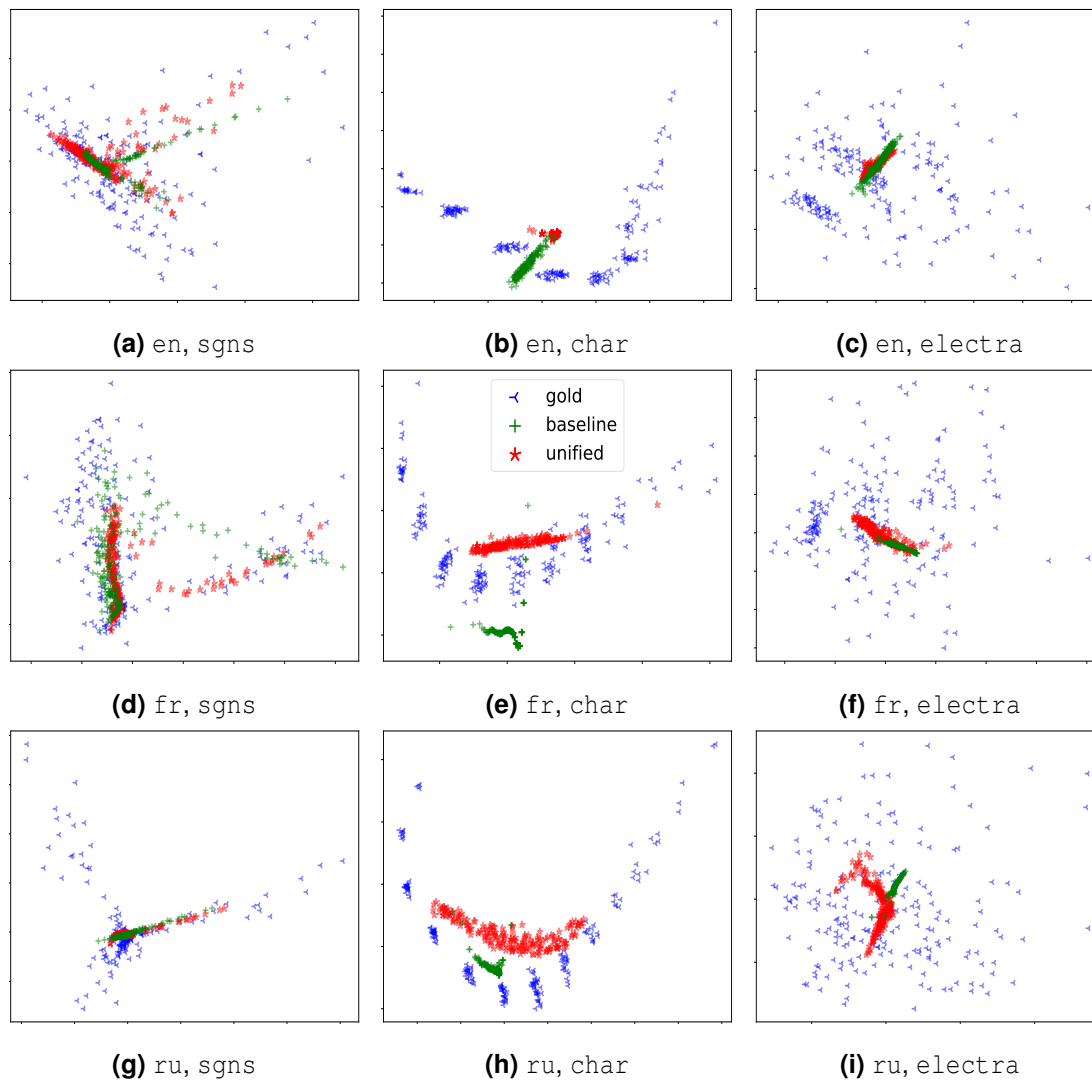 (a) en, sgns
(b) en, char
(c) en, electra
gold
baseline
unified
(d) fr, sgns
(e) fr, char
(f) fr, electra
(g) ru, sgns
(h) ru, char
(i) ru, electra